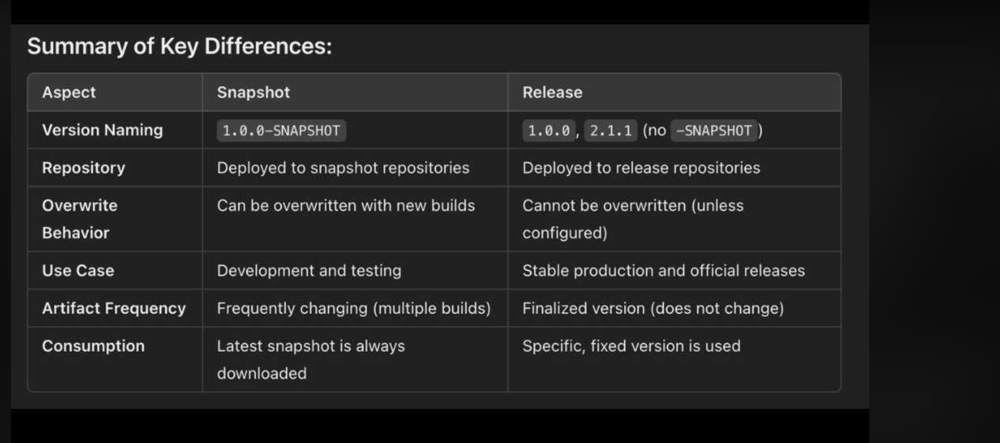 Summary of Key Differences:
Aspect Snapshot Release
Version Naming 1.0.0-SNAPSHOT 1.0.0, 2.1.1 (no -SNAPSHOT)
Repository Deployed to snapshot repositories Deployed to release repositories
Overwrite Can be overwritten with new builds Cannot be overwritten (unless
Behavior configured)
Use Case Development and testing Stable production and official releases
Artifact Frequency Frequently changing (multiple builds) Finalized version (does not change)
Consumption Latest snapshot is always Specific, fixed version is used
downloaded